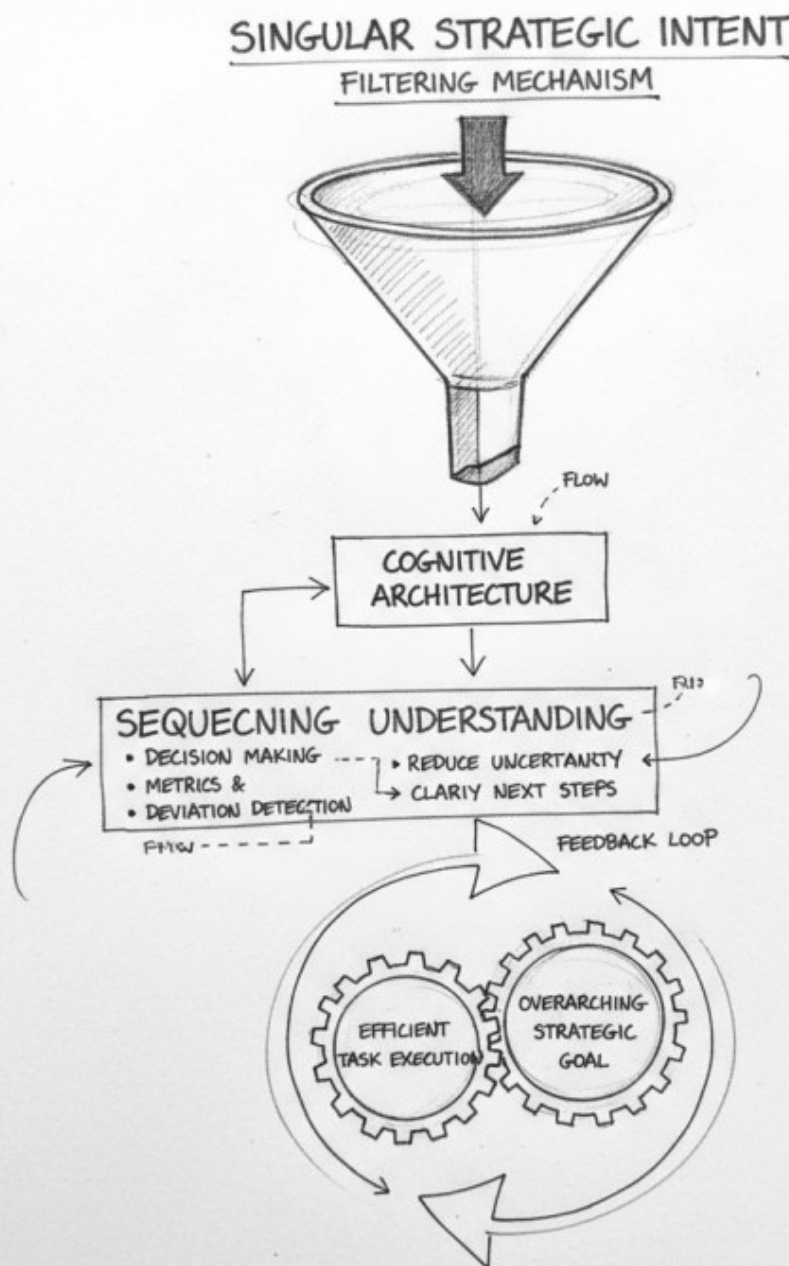 SINGULAR STRATEGIC INTENT
FILTERING MECHANISM
FLOW
COGNITIVE
ARCHITECTURE
SEQUECNING UNDERSTANDING
• DECISION MAKING
• METRICS &
• DEVIATION DETECTION
REDUCE UNCERTANITY
CLARIY NEXT STEPS
FEEDBACK LOOP
EFFICIENT
TASK EXECUTION
OVERARCHING
STRATEGIC
GOAL